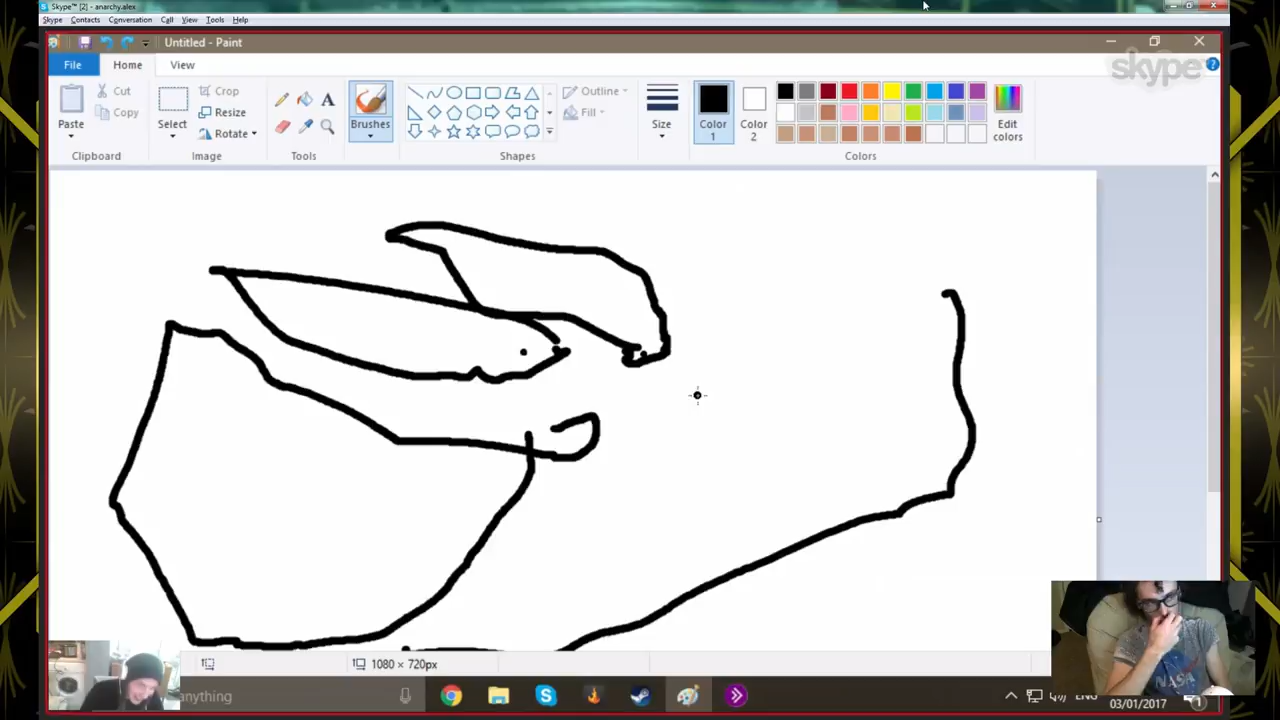 Skype™ [2] - anarchy.alex
Skype Contacts Conversation Call View Tools Help
Untitled - Paint
skype
File Home View
Paste Cut Copy
Select Crop Resize Rotate
Brushes
Outline Fill
Size
Color 1
Color 2
Edit colors
Clipboard Image Tools Shapes Colors
NASA
1080 × 720px
anything
ENG
03/01/2017